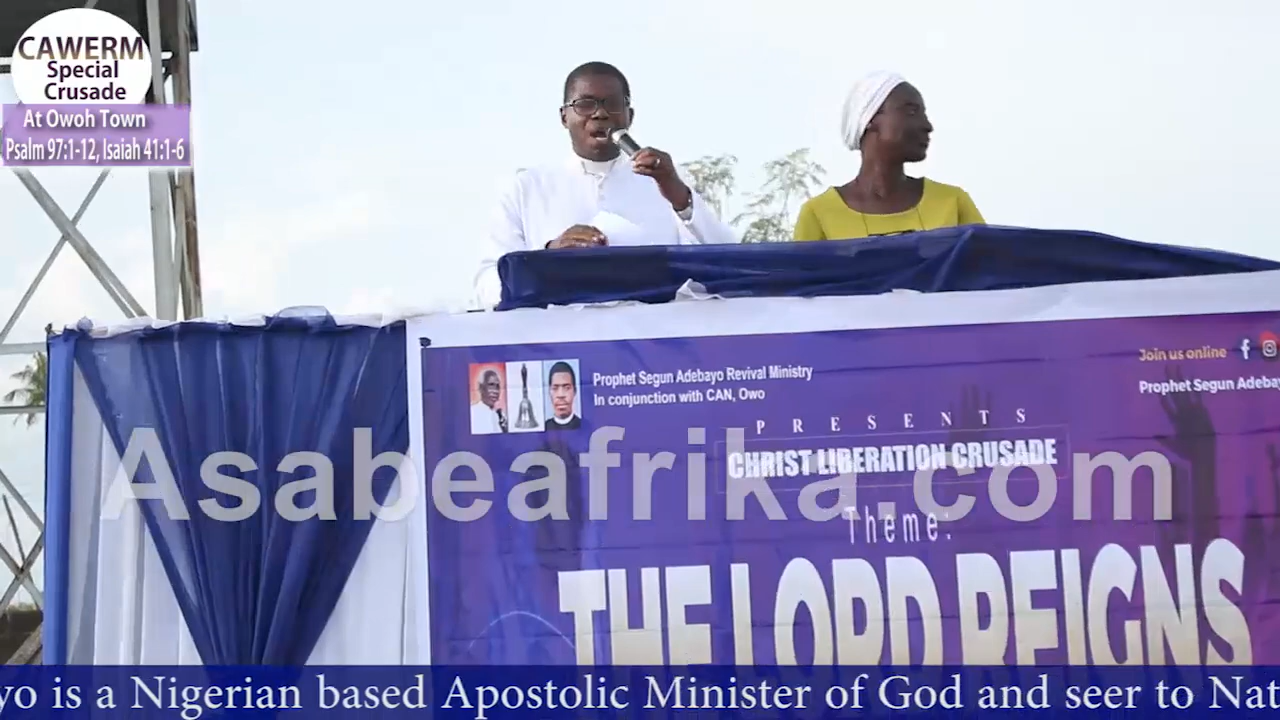 CAWERM
Special
Crusade
At Owoh Town
Psalm 97:1-12, Isaiah 41:1-6
Join us online
Prophet Segun Adeba
Prophet Segun Adebayo Revival Ministry
In conjunction with CAN, Owo
PRESENTS
CHRIST LIBERATION CRUSADE
Asabeafrika.com
Theme:
THE LORD REIGNS
yo is a Nigerian based Apostolic Minister of God and seer to Nat